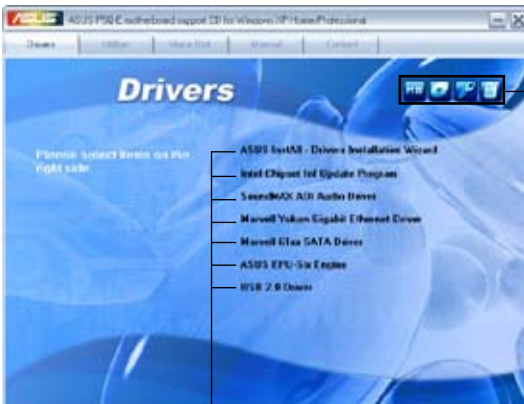 ASUS
ASUS P5Q-E motherboard support CD for Windows XP Home/Professional
Drivers
Utilities
Make Disk
Manual
Contact
Drivers
Please select items on the
right side.
ASUS InstAll - Drivers Installation Wizard
Intel Chipset Inf Update Program
SoundMAX ADI Audio Driver
Marvell Yukon Gigabit Ethernet Driver
Marvell 61xx SATA Driver
ASUS EPU-Six Engine
USB 2.0 Driver